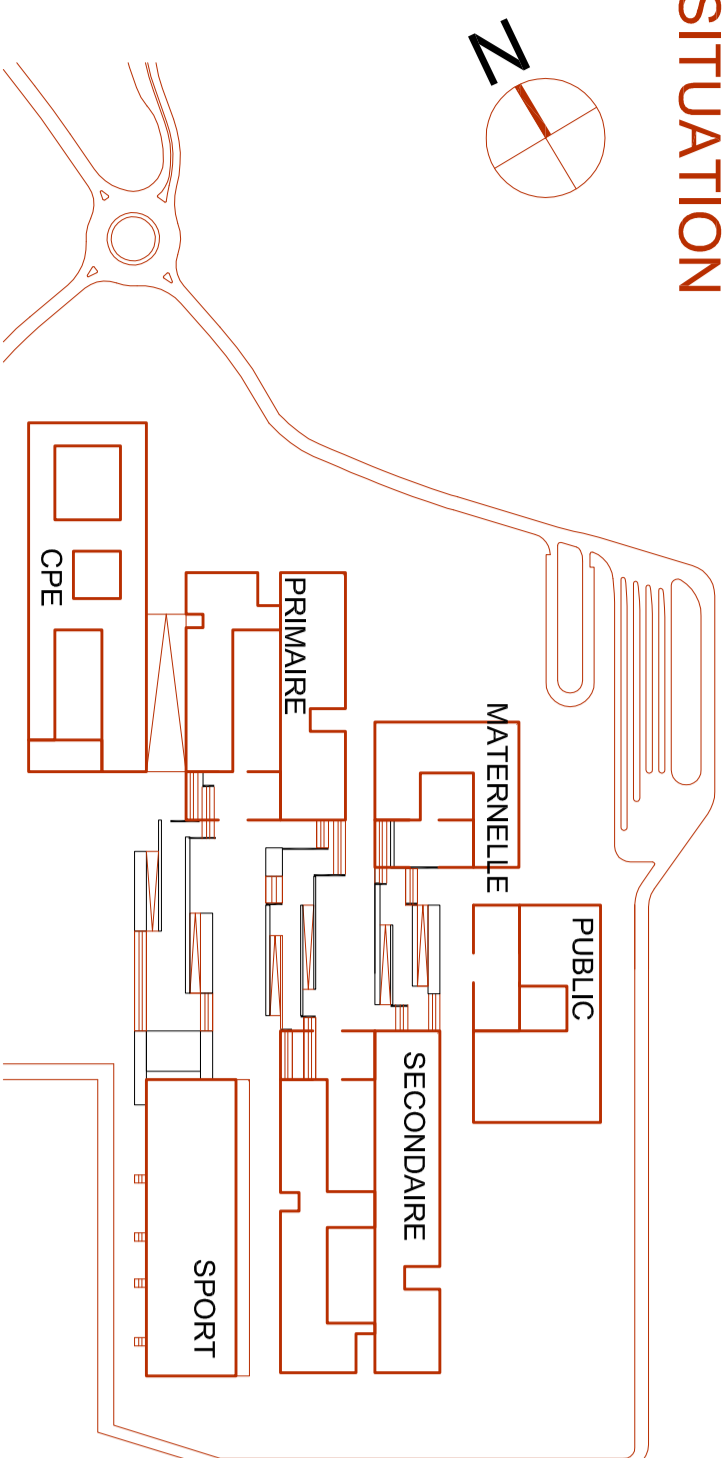 SITUATION
N
CPE
PRIMAIRE
MATERNELLE
PUBLIC
SECONDAIRE
SPORT